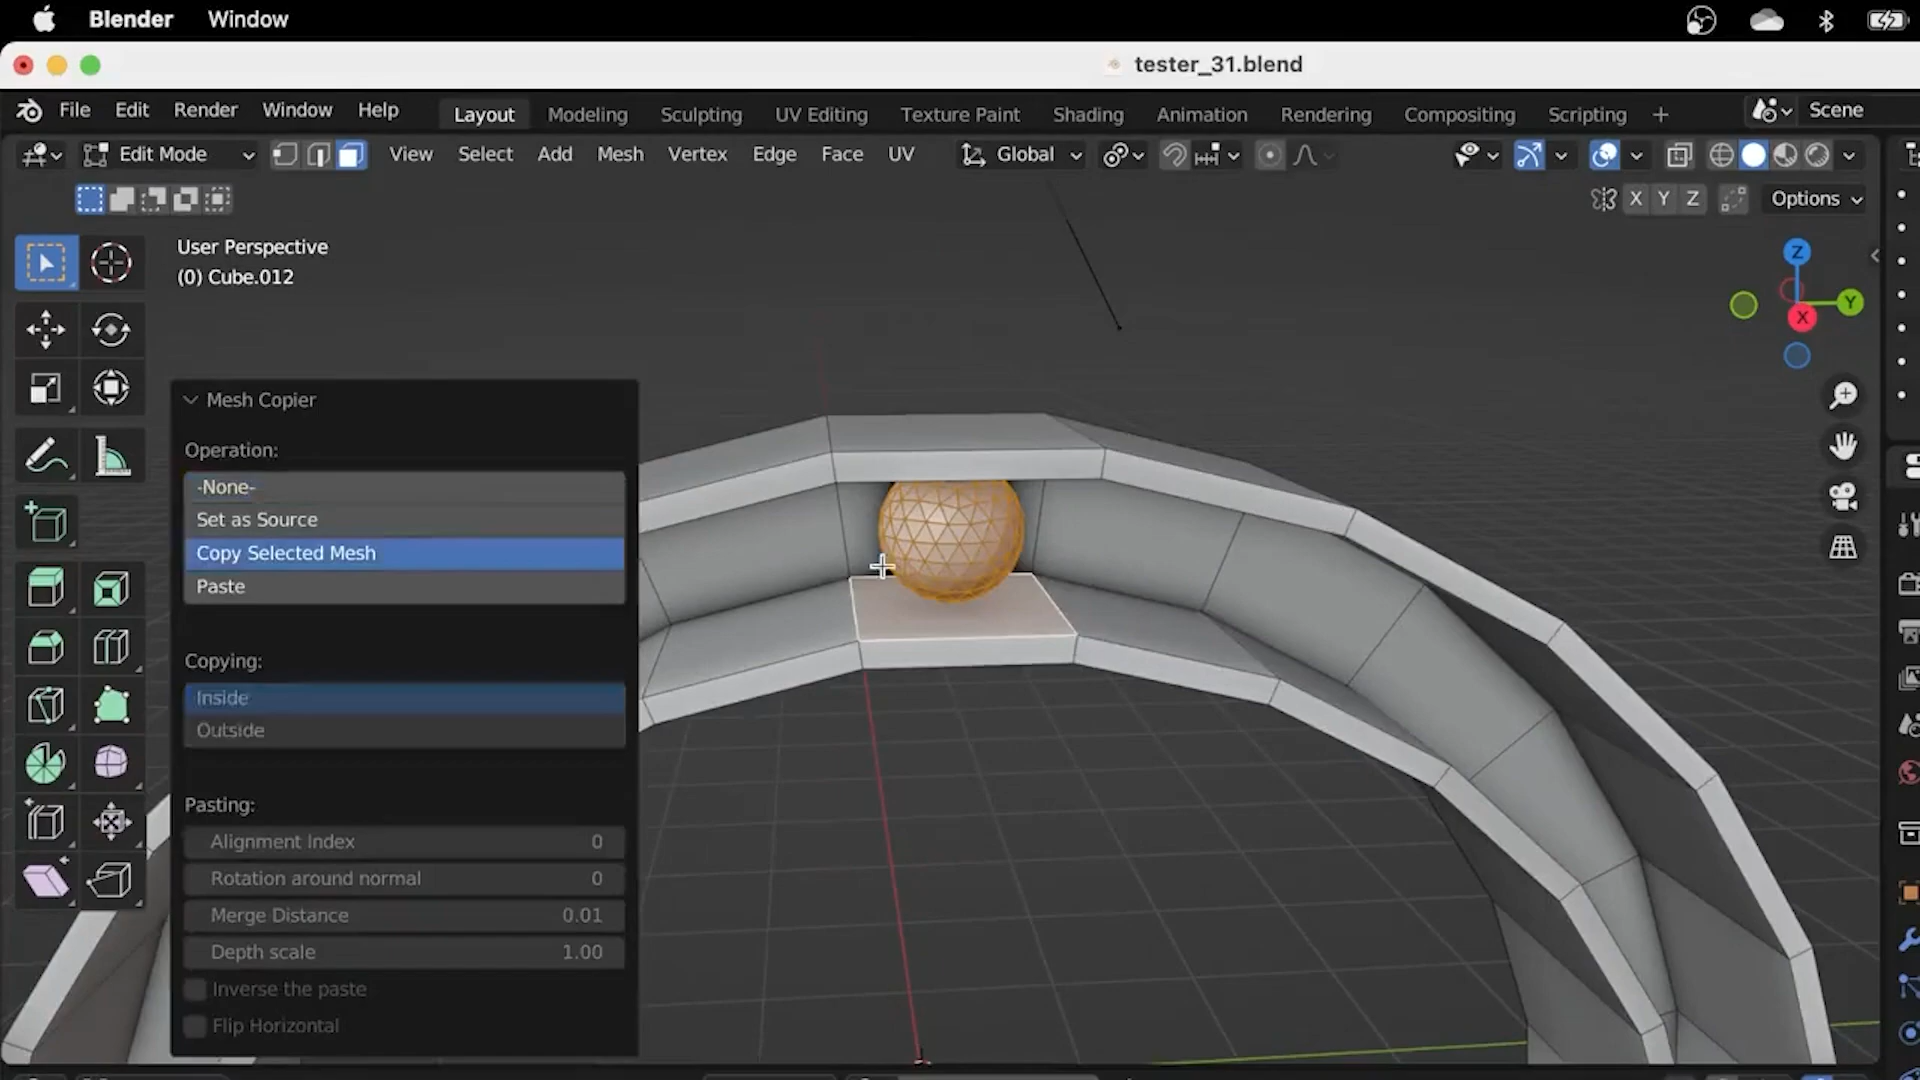 Blender Window
tester_31.blend
File Edit Render Window Help Layout Modeling Sculpting UV Editing Texture Paint Shading Animation Rendering Compositing Scripting + Scene
Edit Mode View Select Add Mesh Vertex Edge Face UV Global
X Y Z Options
User Perspective
(0) Cube.012
Z
Y
X
Mesh Copier
Operation:
-None-
Set as Source
Copy Selected Mesh
Paste
Copying:
Inside
Outside
Pasting:
Alignment Index 0
Rotation around normal 0
Merge Distance 0.01
Depth scale 1.00
Inverse the paste
Flip Horizontal